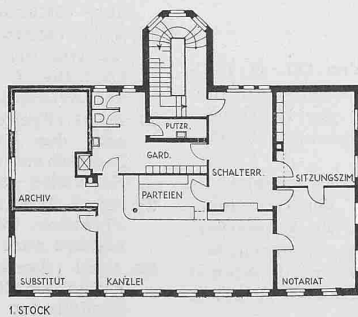 PUTZR.
GARD.
SCHALTERR.
SITZUNGSZIM.
ARCHIV
PARTEIEN
SUBSTITUT
KANZLEI
NOTARIAT
1. STOCK